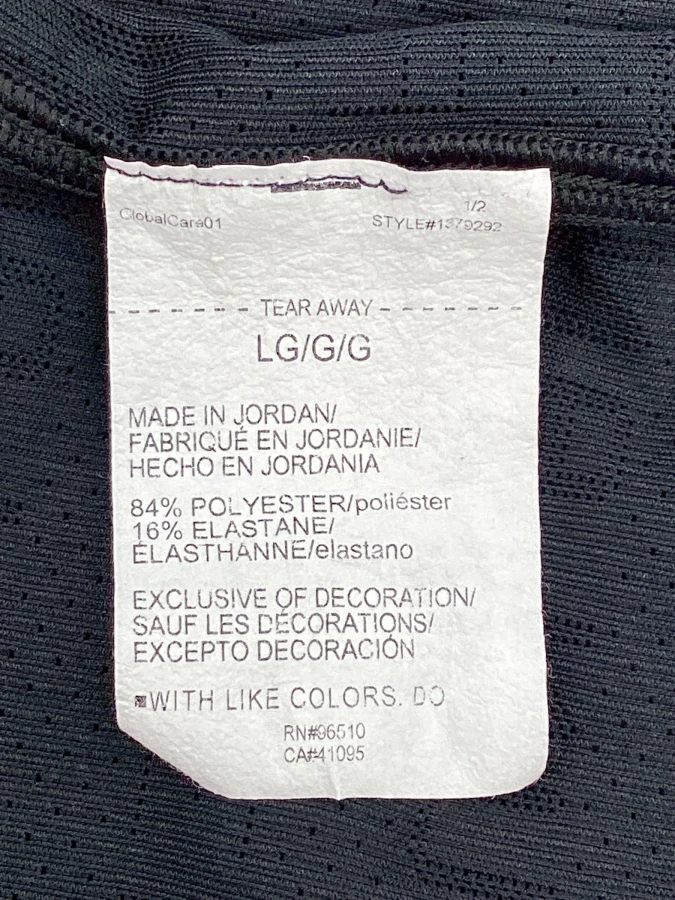 1/2
GlobalCare01
STYLE#1379292
- - - - - - - - TEAR AWAY - - - - - - - -
LG/G/G
MADE IN JORDAN/
FABRIQUÉ EN JORDANIE/
HECHO EN JORDANIA
84% POLYESTER/poliéster
16% ELASTANE/
ÉLASTHANNE/elastano
EXCLUSIVE OF DECORATION/
SAUF LES DÉCORATIONS/
EXCEPTO DECORACIÓN
WITH LIKE COLORS. DO
RN#96510
CA#41095